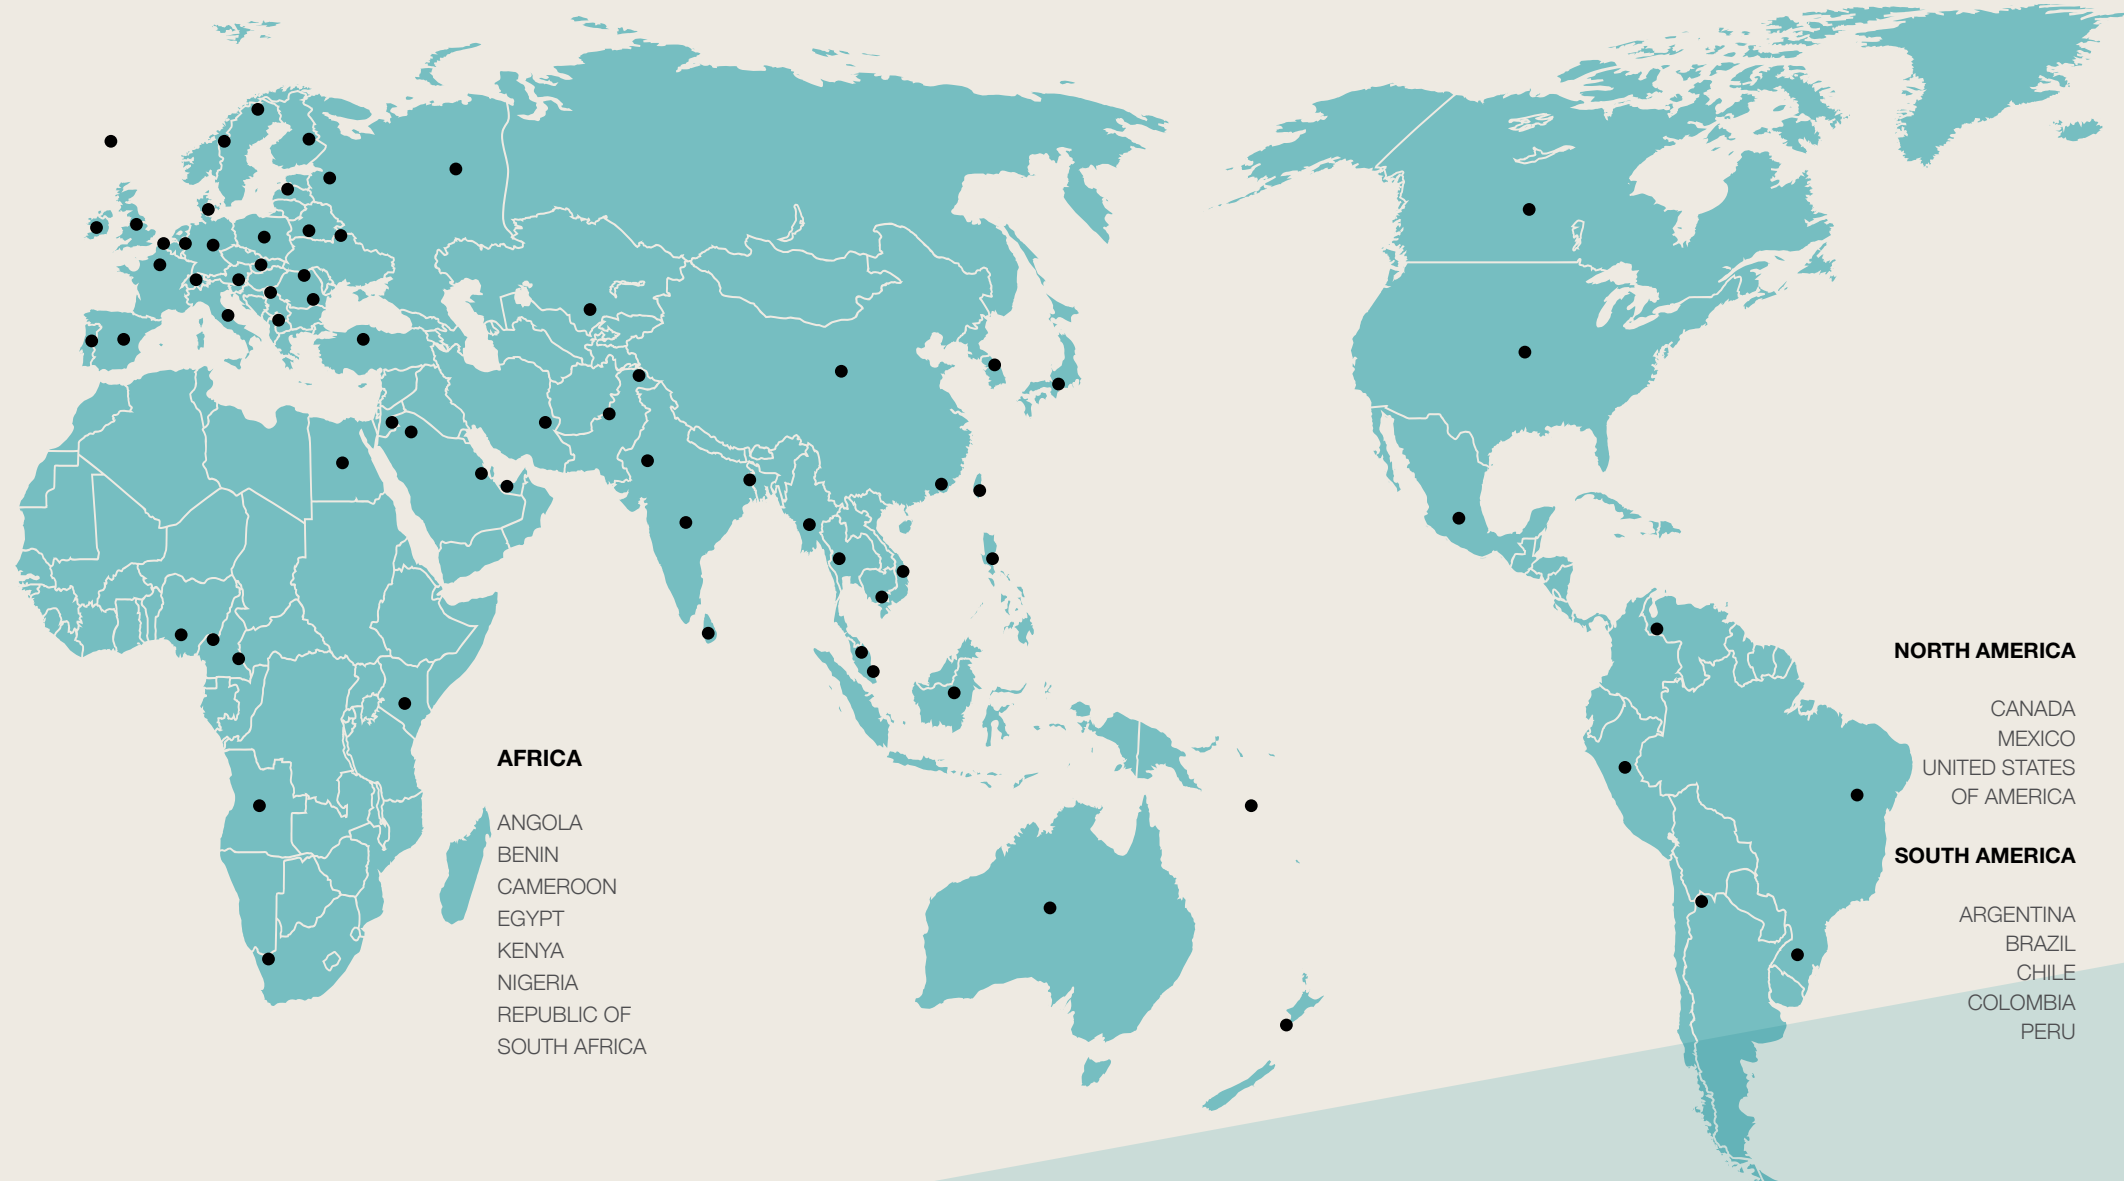 AFRICA
ANGOLA
BENIN
CAMEROON
EGYPT
KENYA
NIGERIA
REPUBLIC OF
SOUTH AFRICA
NORTH AMERICA
CANADA
MEXICO
UNITED STATES
OF AMERICA
SOUTH AMERICA
ARGENTINA
BRAZIL
CHILE
COLOMBIA
PERU